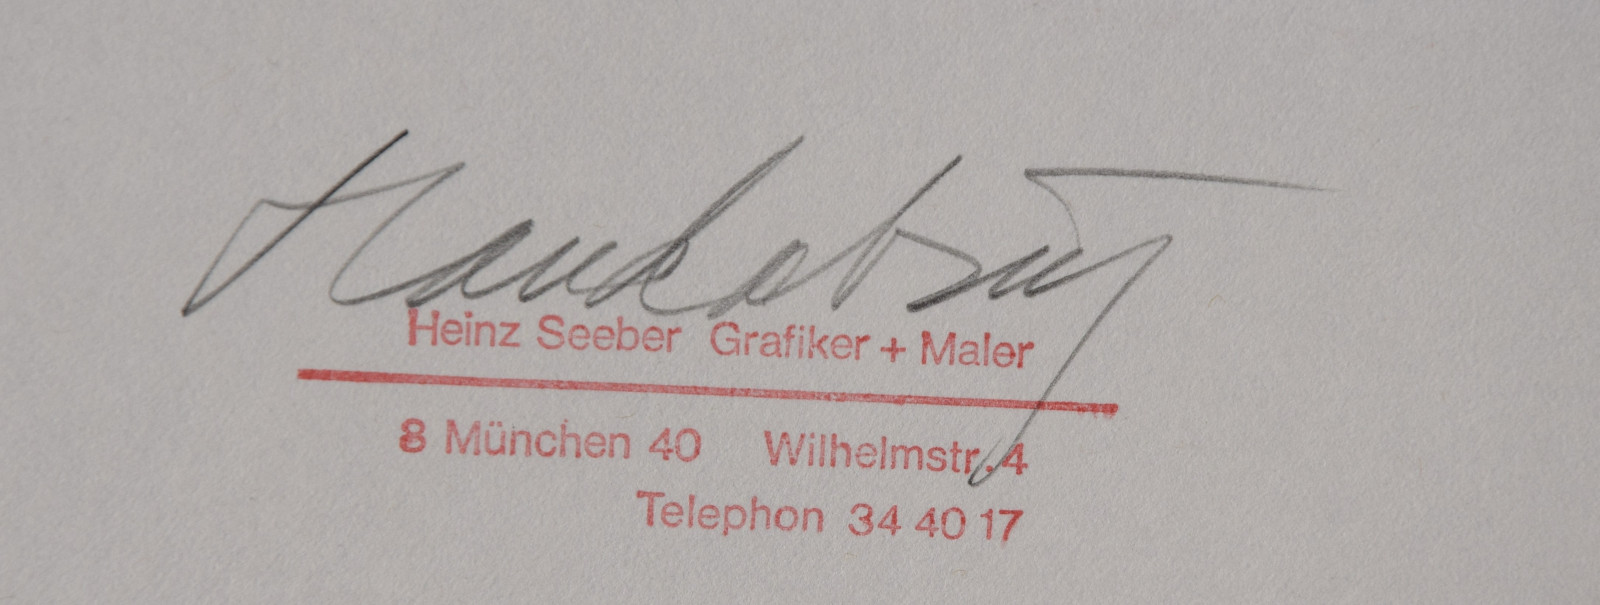 Heinz Seeber Grafiker + Maler
8 München 40 Wilhelmstr. 4
Telephon 34 40 17